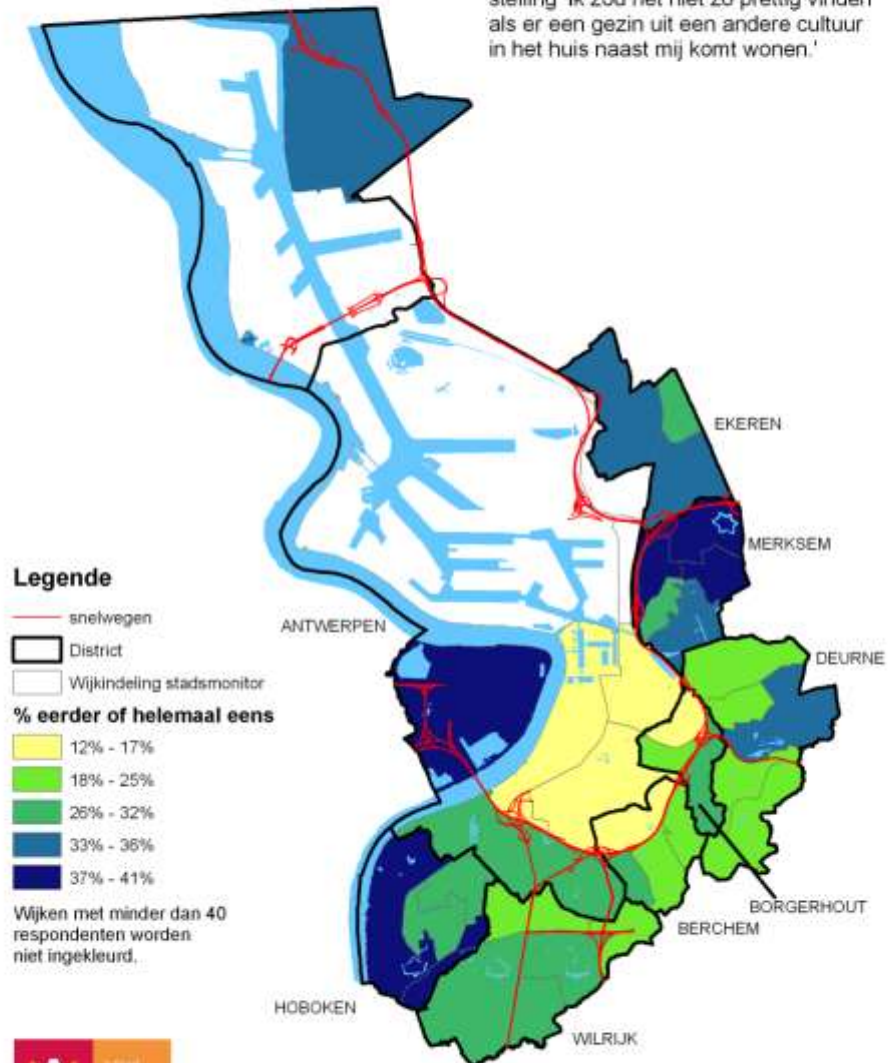 stelling 'Ik zou het niet zo prettig vinden
als er een gezin uit een andere cultuur
in het huis naast mij komt wonen.'
EKEREN
MERKSEM
ANTWERPEN
DEURNE
Legende
snelwegen
District
Wijkindeling stadsmonitor
% eerder of helemaal eens
12% - 17%
18% - 25%
26% - 32%
33% - 36%
37% - 41%
Wijken met minder dan 40
respondenten worden
niet ingekleurd.
BORGERHOUT
BERCHEM
HOBOKEN
WILRIJK